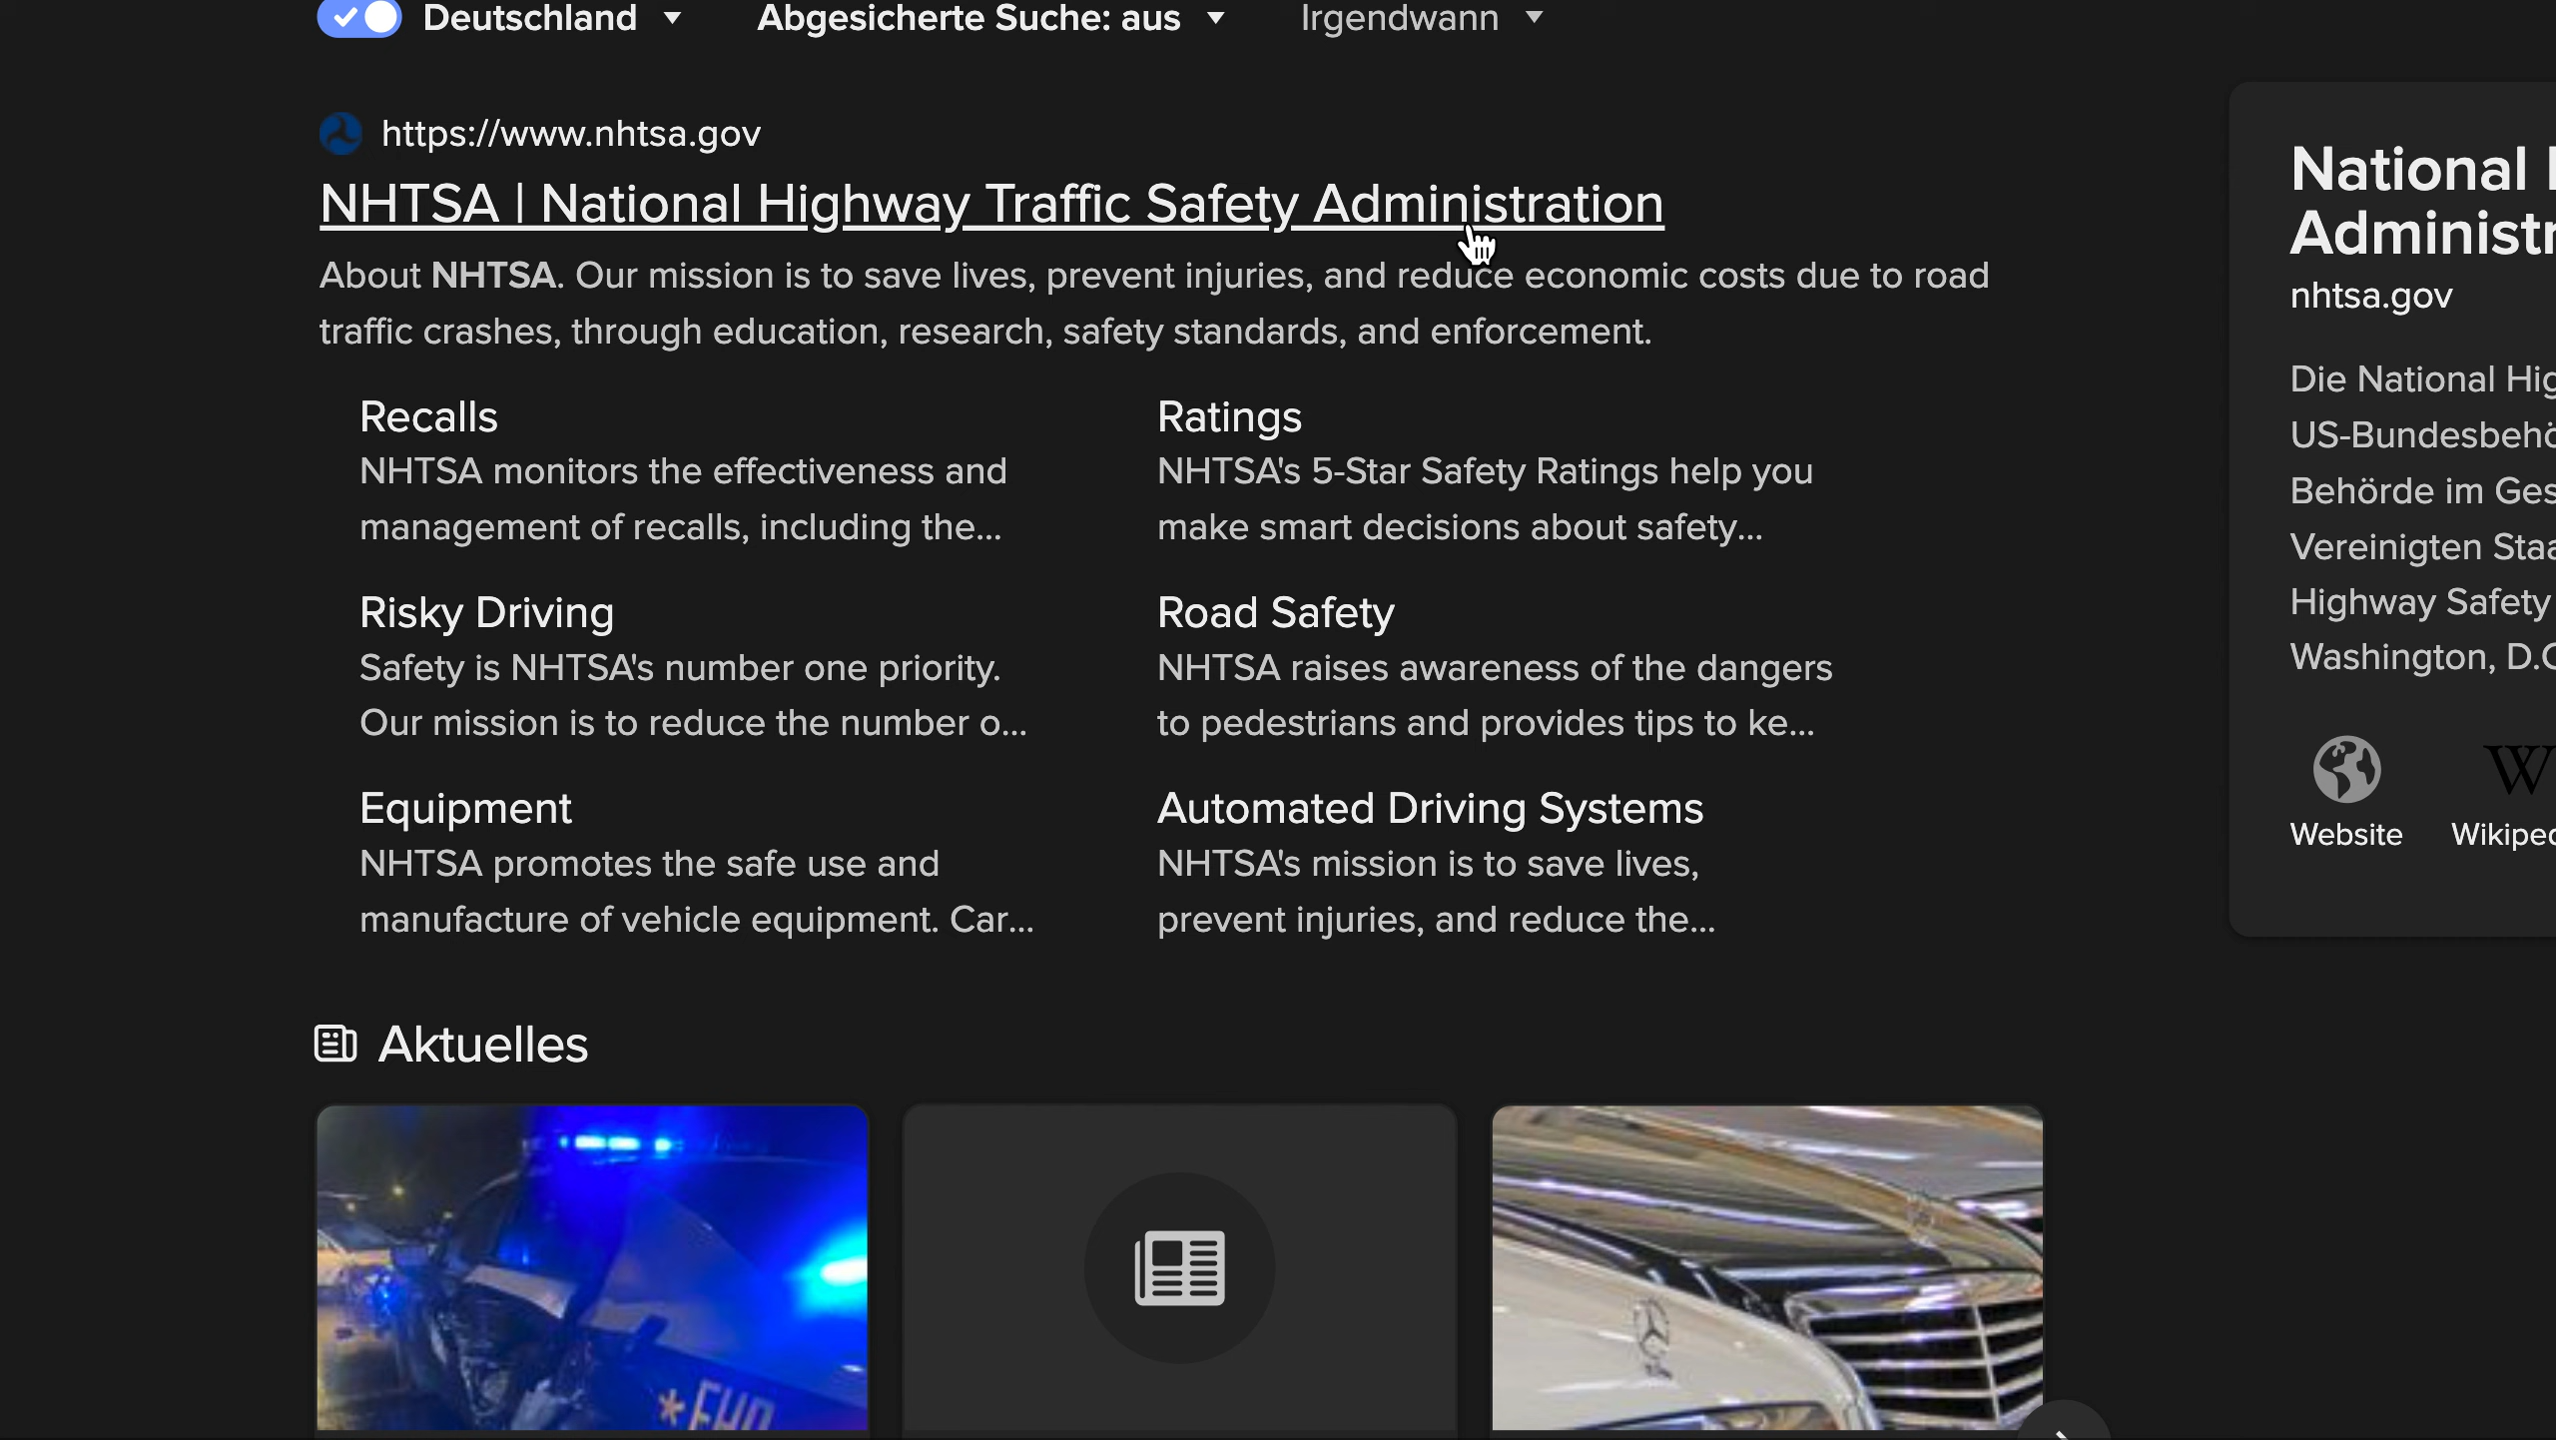 Deutschland
Abgesicherte Suche: aus
Irgendwann
https://www.nhtsa.gov
NHTSA | National Highway Traffic Safety Administration
About NHTSA. Our mission is to save lives, prevent injuries, and reduce economic costs due to road
traffic crashes, through education, research, safety standards, and enforcement.
Recalls
NHTSA monitors the effectiveness and
management of recalls, including the...
Ratings
NHTSA's 5-Star Safety Ratings help you
make smart decisions about safety...
Risky Driving
Safety is NHTSA's number one priority.
Our mission is to reduce the number o...
Road Safety
NHTSA raises awareness of the dangers
to pedestrians and provides tips to ke...
Equipment
NHTSA promotes the safe use and
manufacture of vehicle equipment. Car...
Automated Driving Systems
NHTSA's mission is to save lives,
prevent injuries, and reduce the...
Aktuelles
National
Administr
nhtsa.gov
Die National Hig
US-Bundesbehö
Behörde im Ges
Vereinigten Staa
Highway Safety
Washington, D.C
W
Website
Wikiped